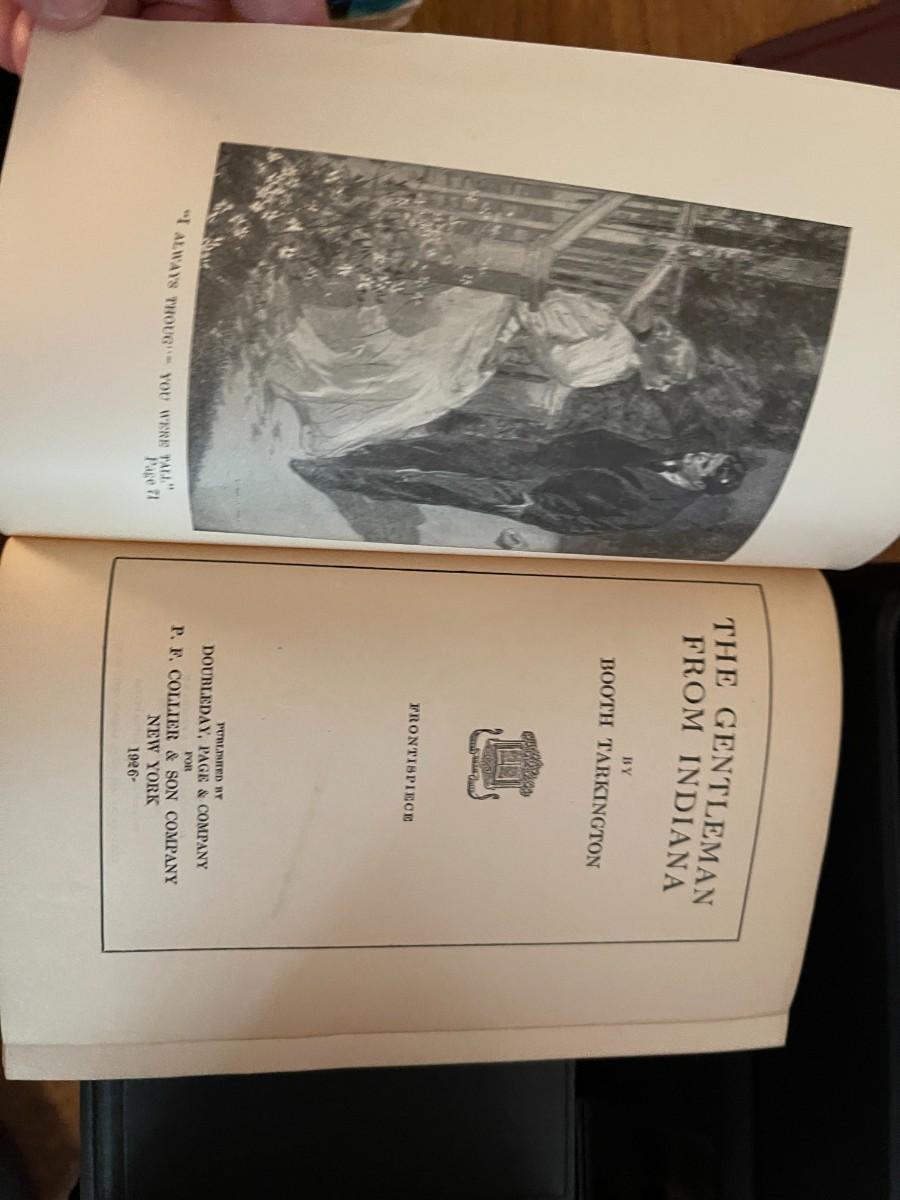 "I ALWAYS THOUGHT YOU WERE TALL"
Page 71
THE GENTLEMAN
FROM INDIANA
BY
BOOTH TARKINGTON
FRONTISPIECE
PUBLISHED BY
DOUBLEDAY, PAGE & COMPANY
FOR
P. F. COLLIER & SON COMPANY
NEW YORK
1926